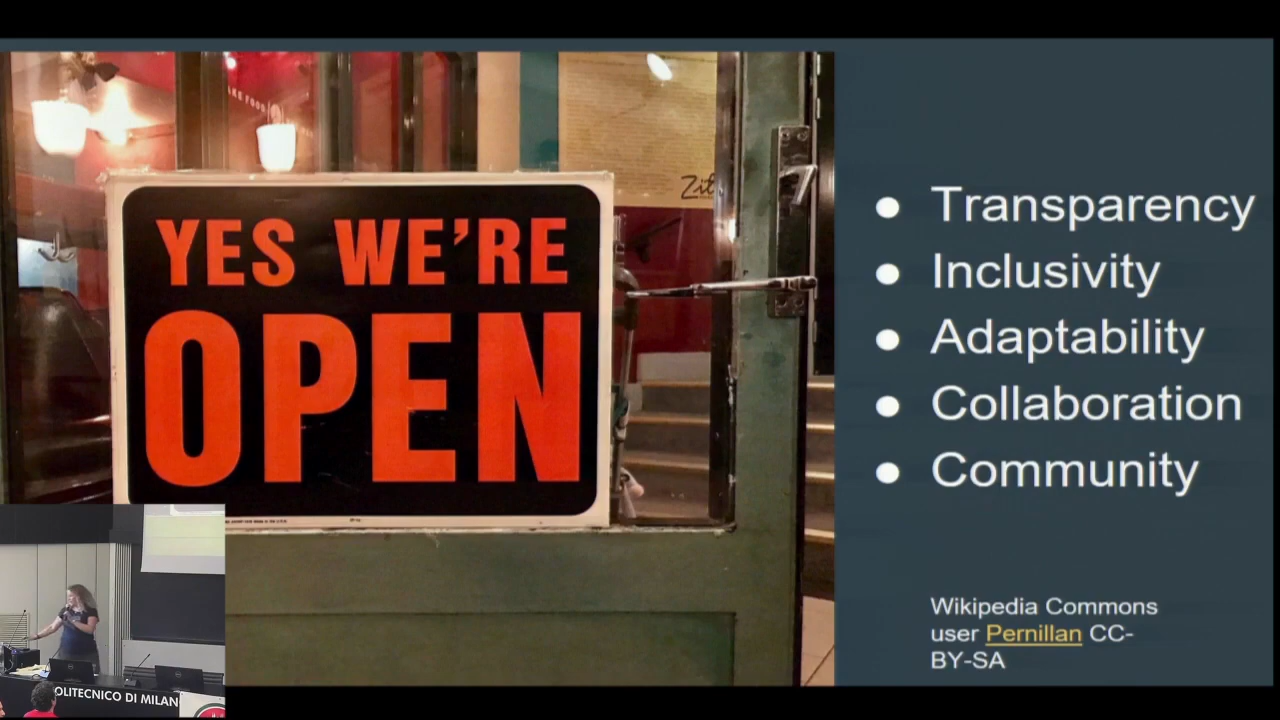 YES WE'RE
OPEN
Transparency
Inclusivity
Adaptability
Collaboration
Community
Wikipedia Commons
user Pernillan CC-
BY-SA
OLITECNICO DI MILAN